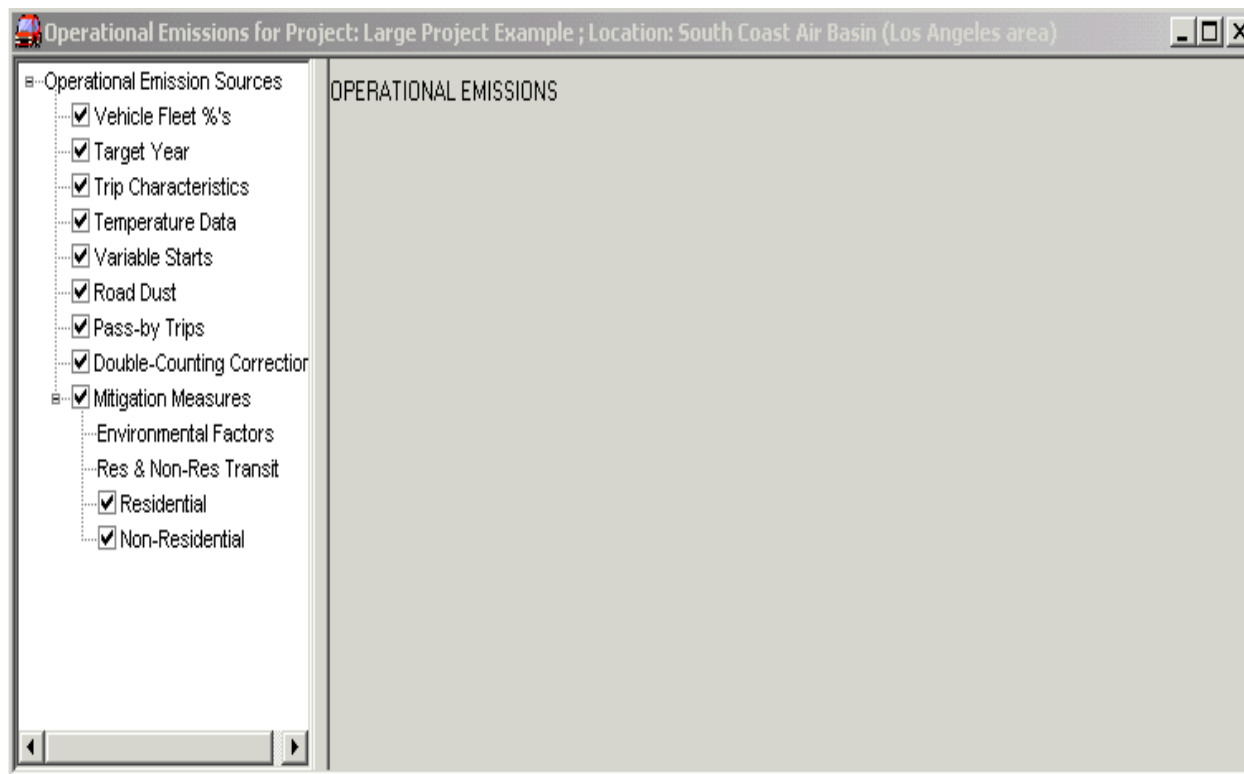 Operational Emissions for Project: Large Project Example ; Location: South Coast Air Basin (Los Angeles area)
Operational Emission Sources
Vehicle Fleet %'s
Target Year
Trip Characteristics
Temperature Data
Variable Starts
Road Dust
Pass-by Trips
Double-Counting Correction
Mitigation Measures
Environmental Factors
Res & Non-Res Transit
Residential
Non-Residential
OPERATIONAL EMISSIONS